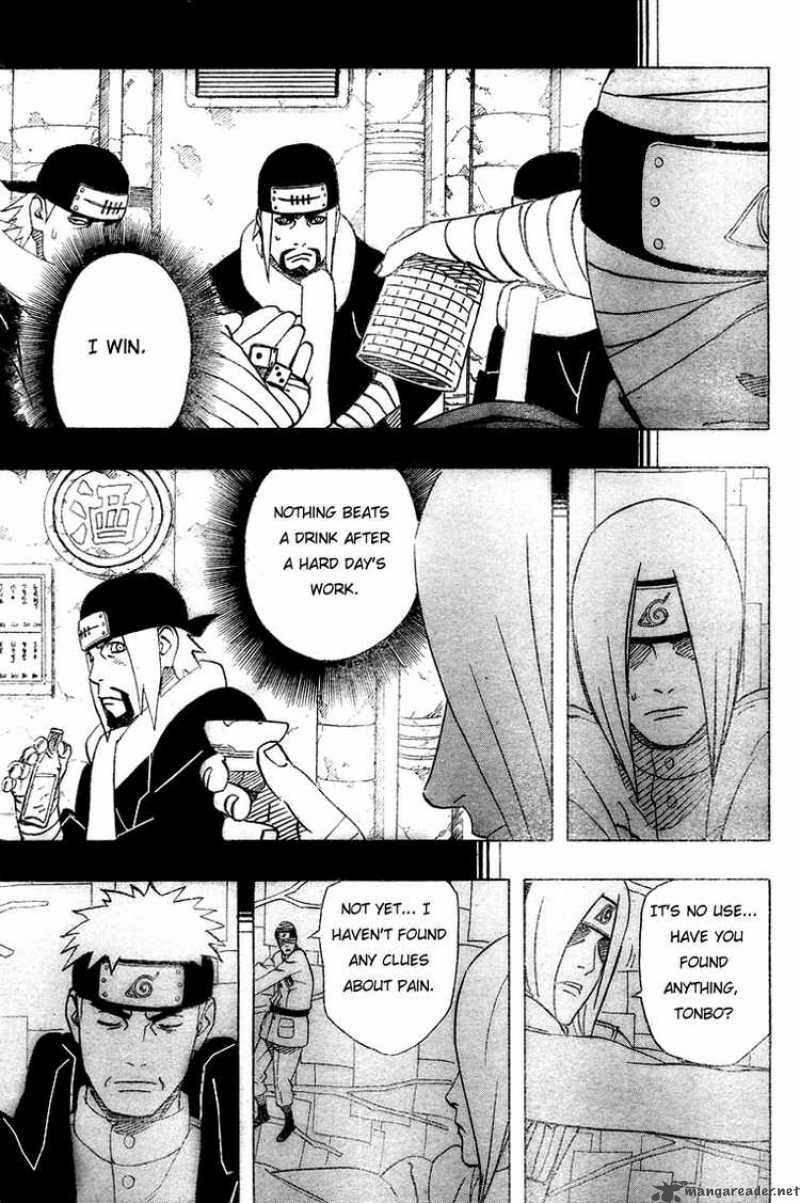 I WIN.
酒
NOTHING BEATS
A DRINK AFTER
A HARD DAY'S
WORK.
IT'S NO USE...
HAVE YOU
FOUND
ANYTHING,
TONBO?
NOT YET... I
HAVEN'T FOUND
ANY CLUES
ABOUT PAIN.
mangareader.net